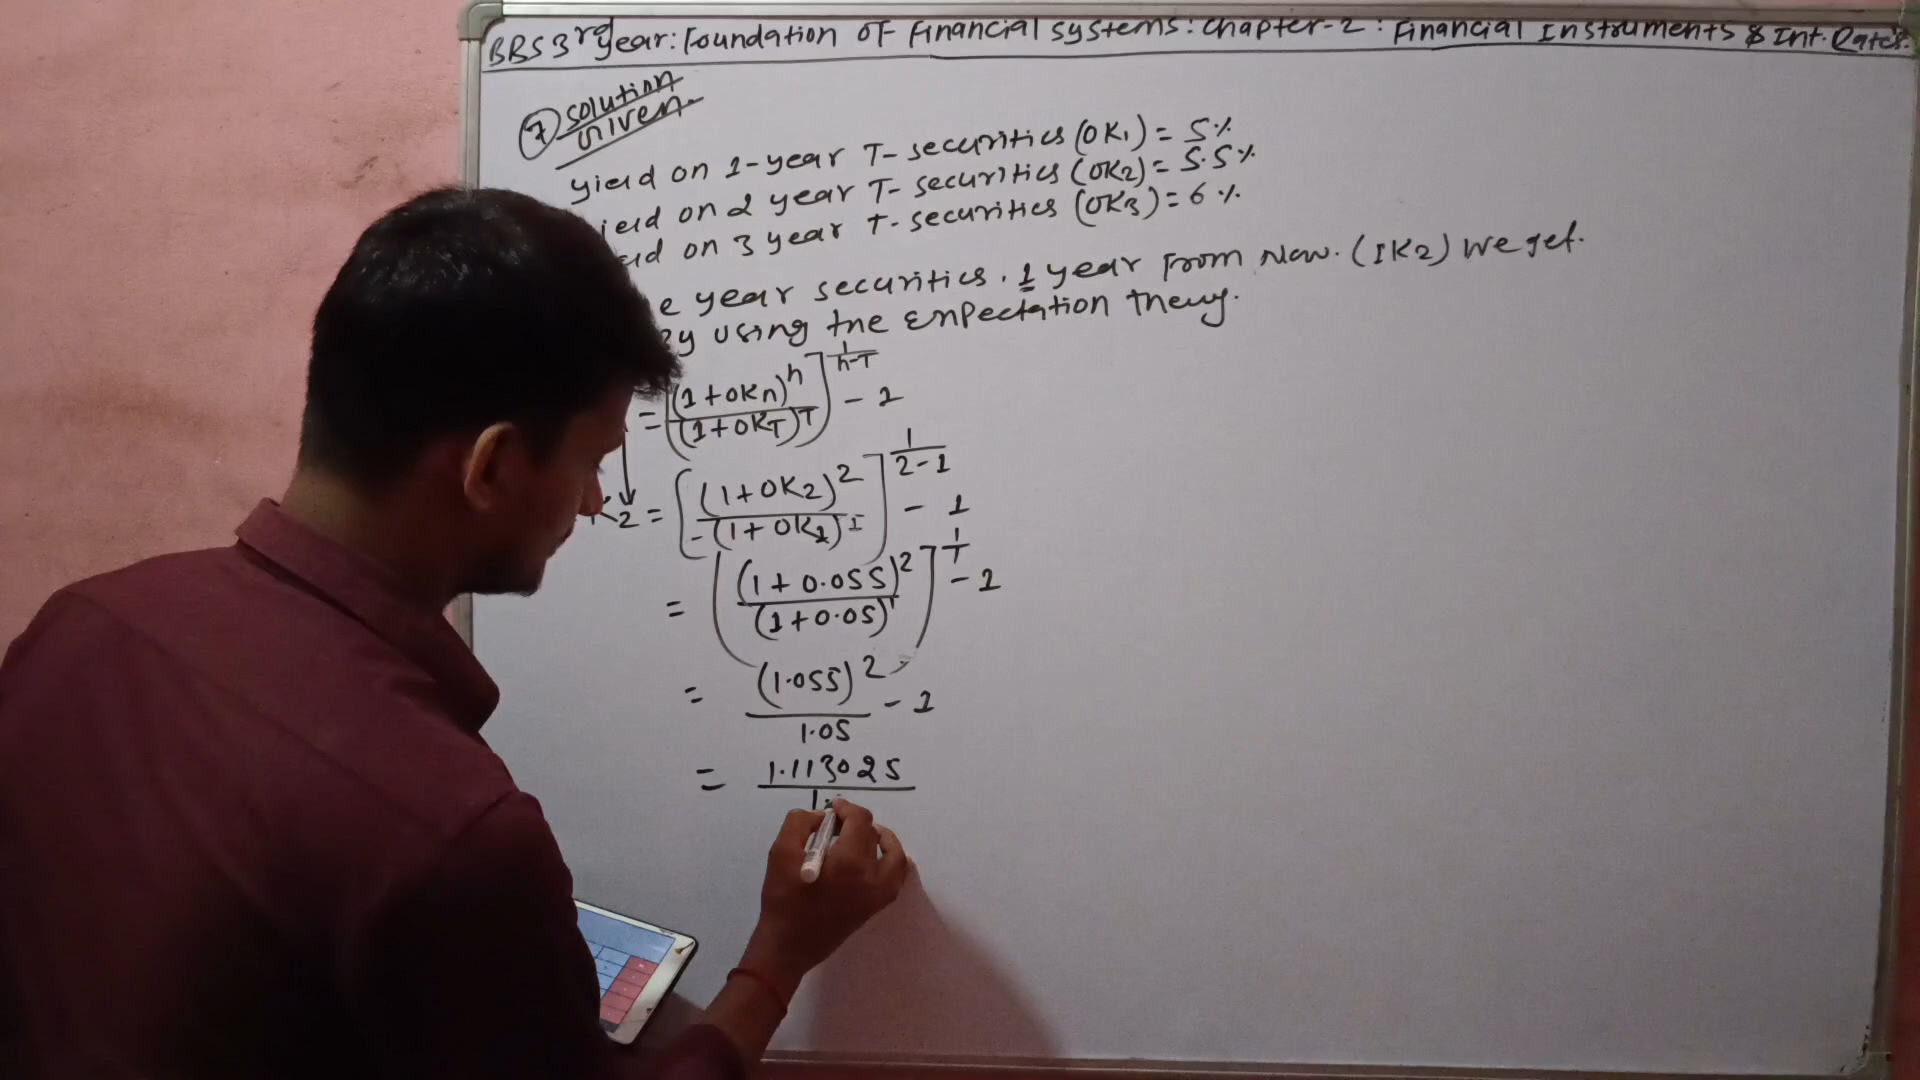 BBS 3rd year: Foundation OF Financial systems: Chapter-2: Financial Instruments & Int. Rates.
7 solution
Given
yield on 1-year T-securities (0K1) = 5%
ield on 2 year T-securities (0K2) = 5.5%
on 3 year T-securities (0K3) = 6%
e year securities. 1 year From Now. (1K2) We get.
By using the Expectation theory.
= [(1+0Kn)^n / (1+0KT)^T]^(1/n-T) - 1
K2 = [(1+0K2)^2 / (1+0K1)^1]^(1/2-1) - 1
= [(1+0.055)^2 / (1+0.05)^1]^(1/1) - 1
= (1.055)^2 / 1.05 - 1
= 1.113025 / 1.